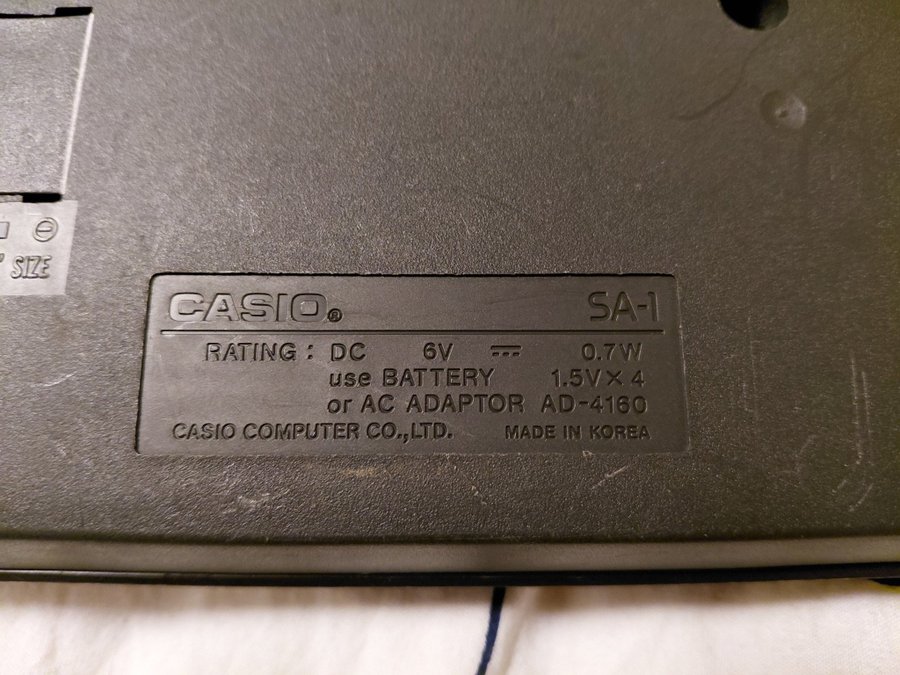 SIZE
CASIO® SA-1
RATING : DC 6V ⎓ 0.7W
use BATTERY 1.5V×4
or AC ADAPTOR AD-4160
CASIO COMPUTER CO.,LTD. MADE IN KOREA